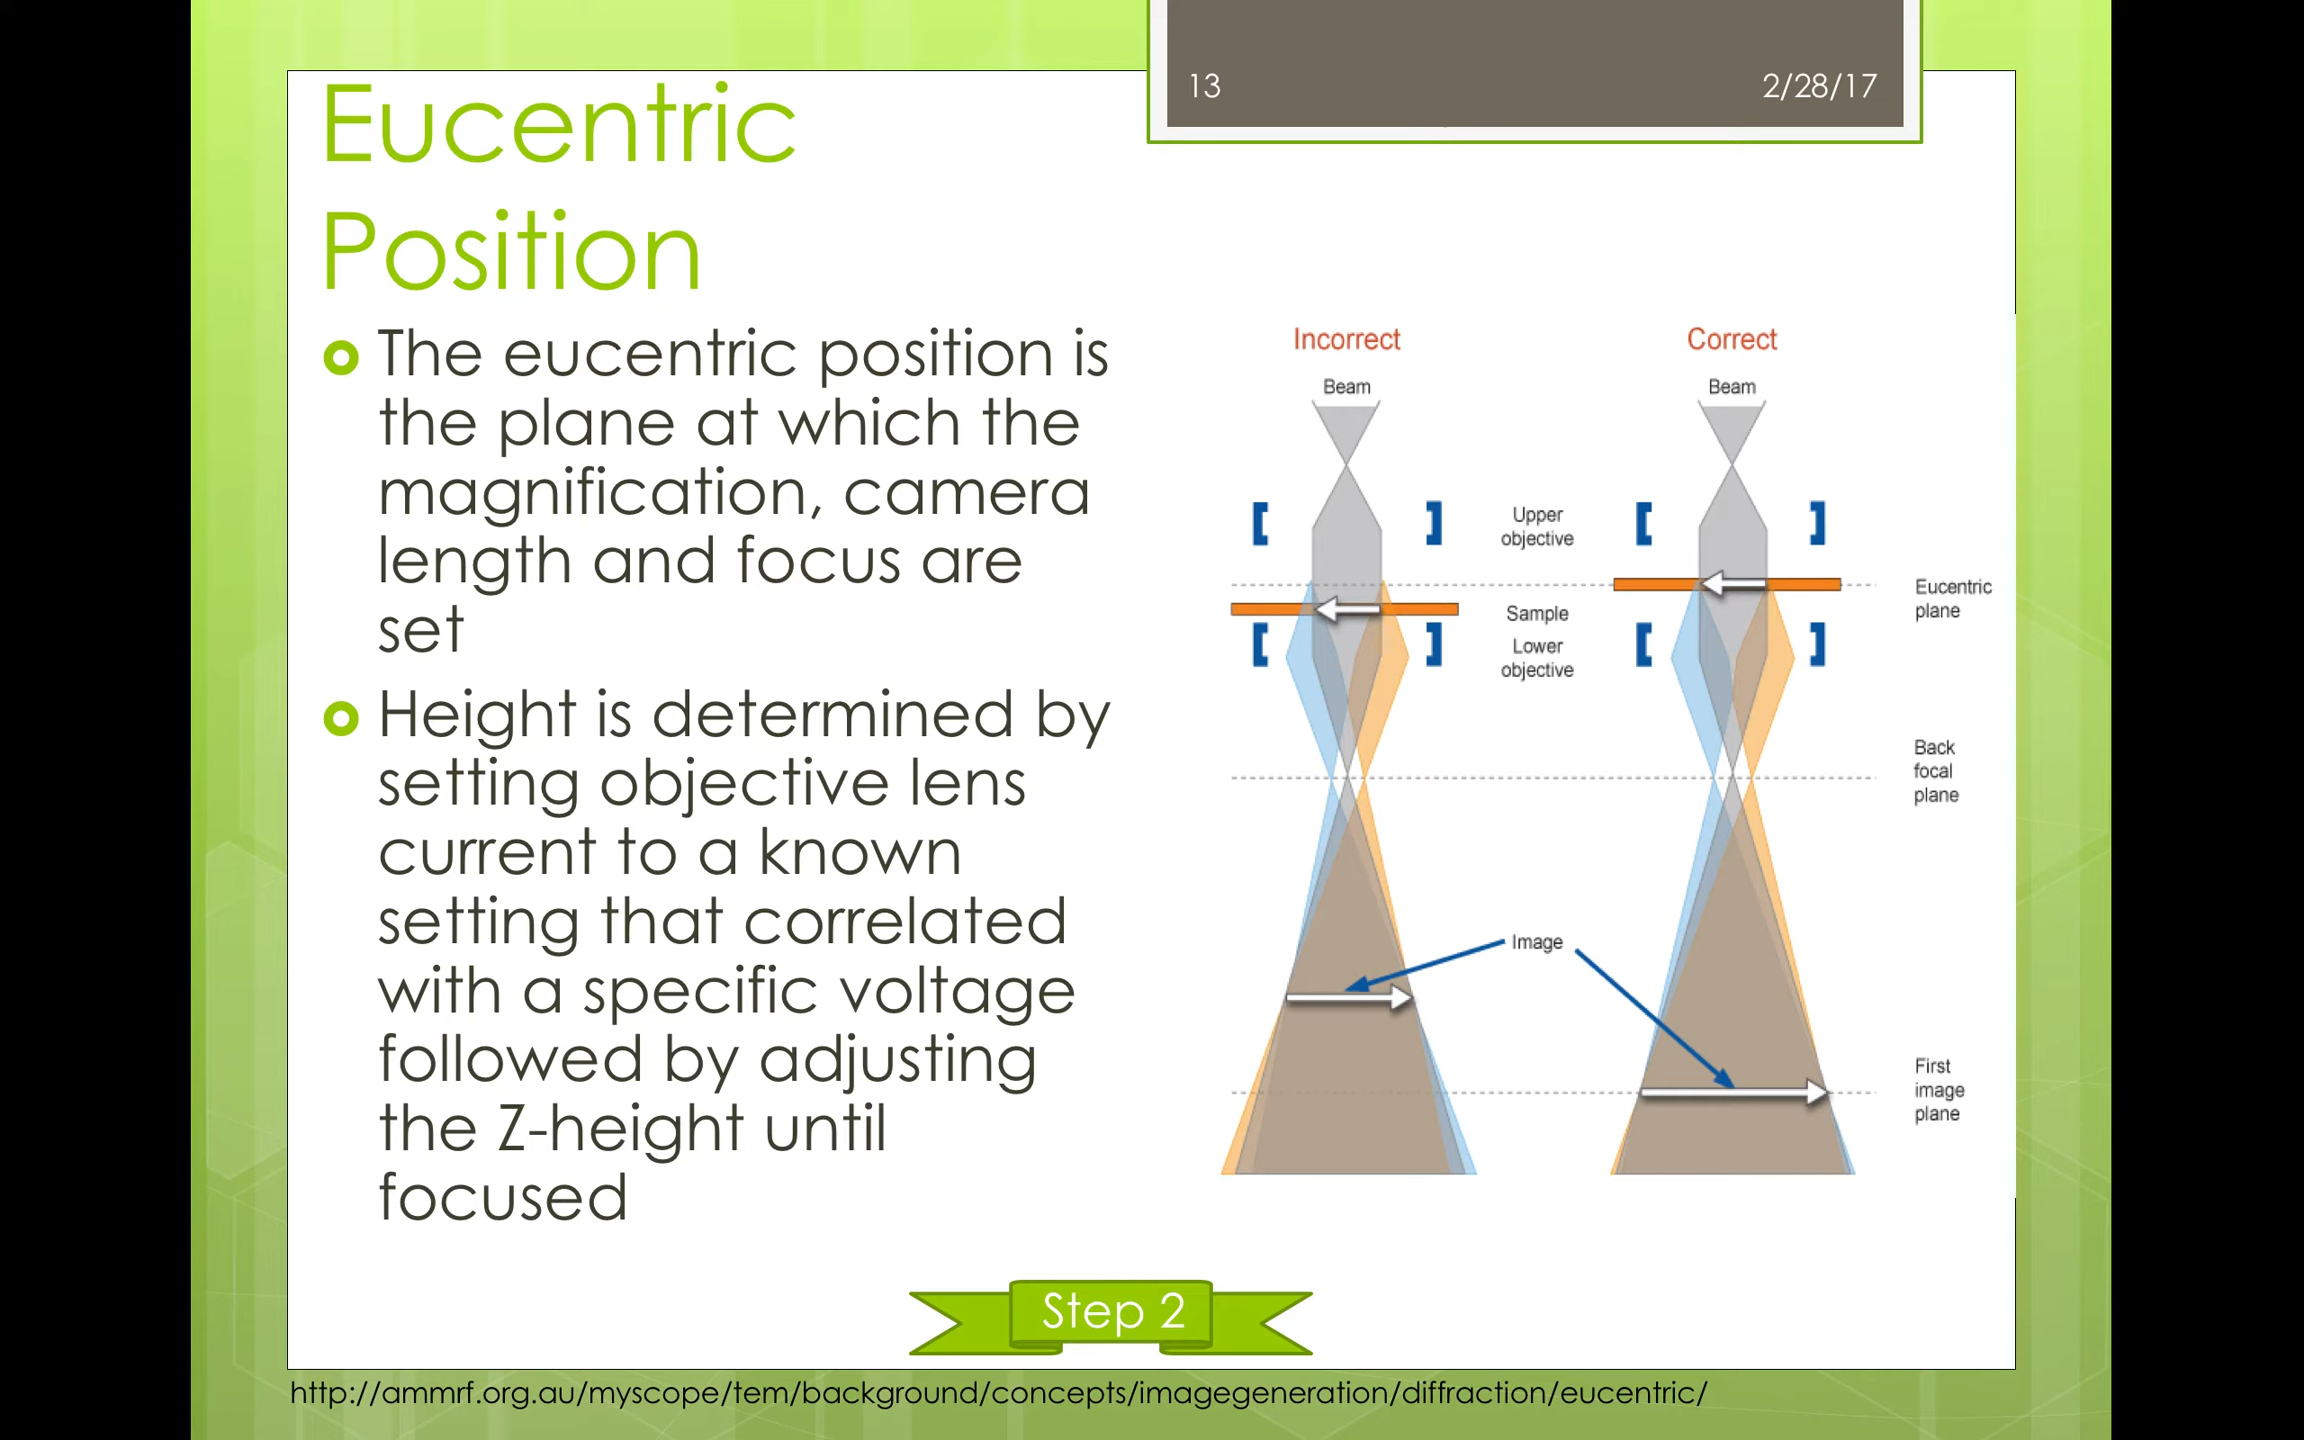 13
2/28/17
Eucentric
Position
The eucentric position is
the plane at which the
magnification, camera
length and focus are
set
Height is determined by
setting objective lens
current to a known
setting that correlated
with a specific voltage
followed by adjusting
the Z-height until
focused
Incorrect
Correct
Beam
Beam
Upper
objective
Eucentric
plane
Sample
Lower
objective
Back
focal
plane
Image
First
image
plane
Step 2
http://ammrf.org.au/myscope/tem/background/concepts/imagegeneration/diffraction/eucentric/